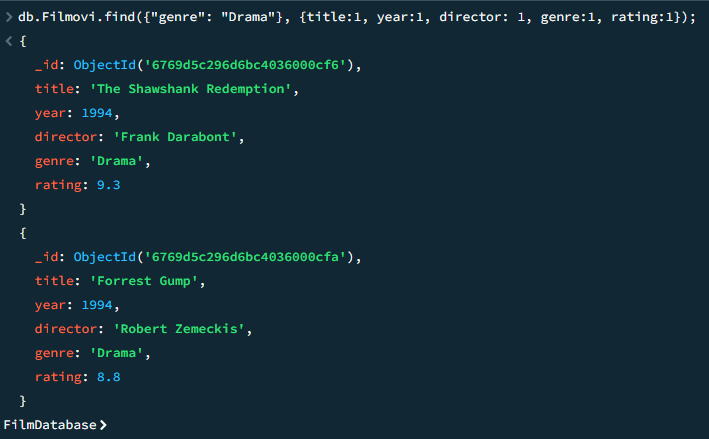 > db.Filmovi.find({"genre": "Drama"}, {title:1, year:1, director: 1, genre:1, rating:1});
< {
_id: ObjectId('6769d5c296d6bc4036000cf6'),
title: 'The Shawshank Redemption',
year: 1994,
director: 'Frank Darabont',
genre: 'Drama',
rating: 9.3
}
{
_id: ObjectId('6769d5c296d6bc4036000cfa'),
title: 'Forrest Gump',
year: 1994,
director: 'Robert Zemeckis',
genre: 'Drama',
rating: 8.8
}
FilmDatabase>